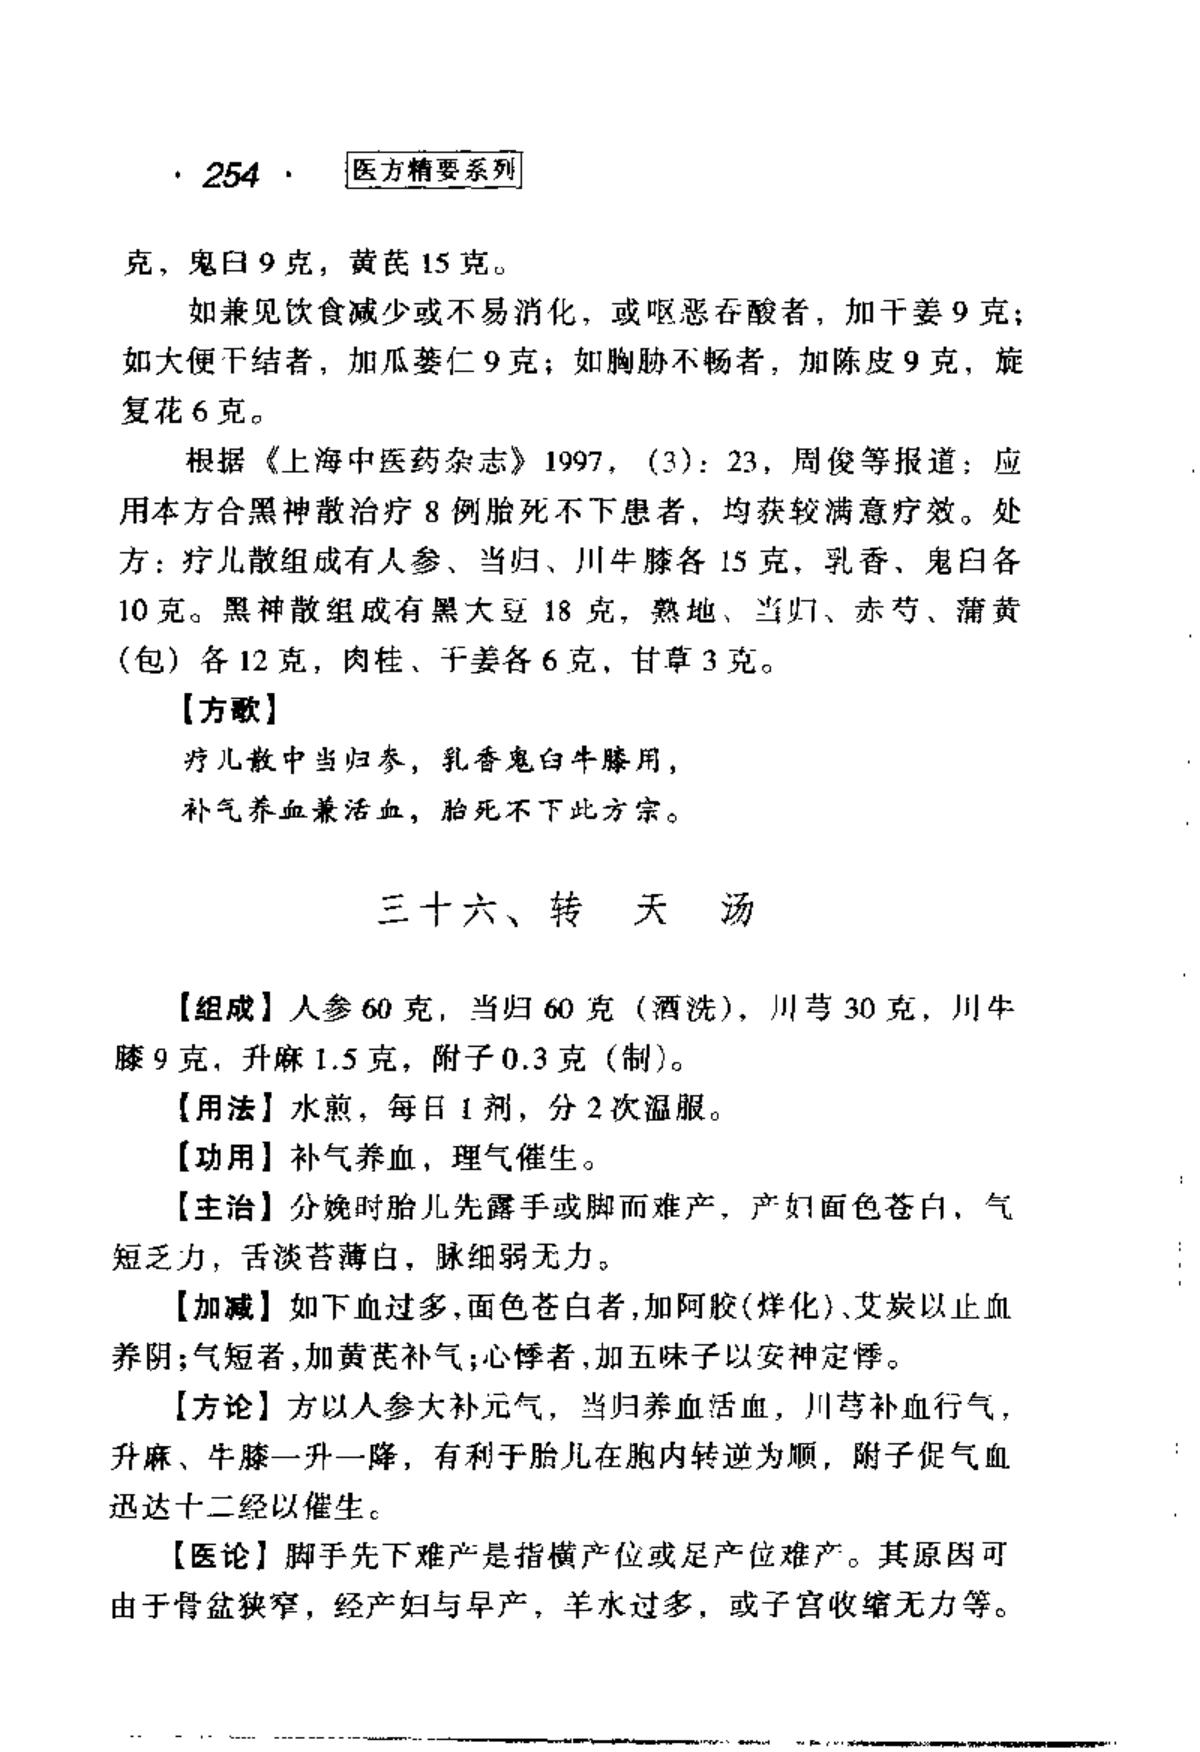 · 254 · 医方精要系列
克，鬼臼 9 克，黄芪 15 克。
如兼见饮食减少或不易消化，或呕恶吞酸者，加干姜 9 克；
如大便干结者，加瓜蒌仁 9 克；如胸胁不畅者，加陈皮 9 克，旋
复花 6 克。
根据《上海中医药杂志》1997，(3)：23，周俊等报道：应
用本方合黑神散治疗 8 例胎死不下患者，均获较满意疗效。处
方：疗儿散组成有人参、当归、川牛膝各 15 克，乳香、鬼臼各
10 克。黑神散组成有黑大豆 18 克，熟地、当归、赤芍、蒲黄
（包）各 12 克，肉桂、干姜各 6 克，甘草 3 克。
【方歌】
疗儿散中当归参，乳香鬼臼牛膝用，
补气养血兼活血，胎死不下此方宗。
三十六、转 天 汤
【组成】人参 60 克，当归 60 克（酒洗），川芎 30 克，川牛
膝 9 克，升麻 1.5 克，附子 0.3 克（制）。
【用法】水煎，每日 1 剂，分 2 次温服。
【功用】补气养血，理气催生。
【主治】分娩时胎儿先露手或脚而难产，产妇面色苍白，气
短乏力，舌淡苔薄白，脉细弱无力。
【加减】如下血过多，面色苍白者，加阿胶（烊化）、艾炭以止血
养阴；气短者，加黄芪补气；心悸者，加五味子以安神定悸。
【方论】方以人参大补元气，当归养血活血，川芎补血行气，
升麻、牛膝一升一降，有利于胎儿在胞内转逆为顺，附子促气血
迅达十二经以催生。
【医论】脚手先下难产是指横产位或足产位难产。其原因可
由于骨盆狭窄，经产妇与早产，羊水过多，或子宫收缩无力等。